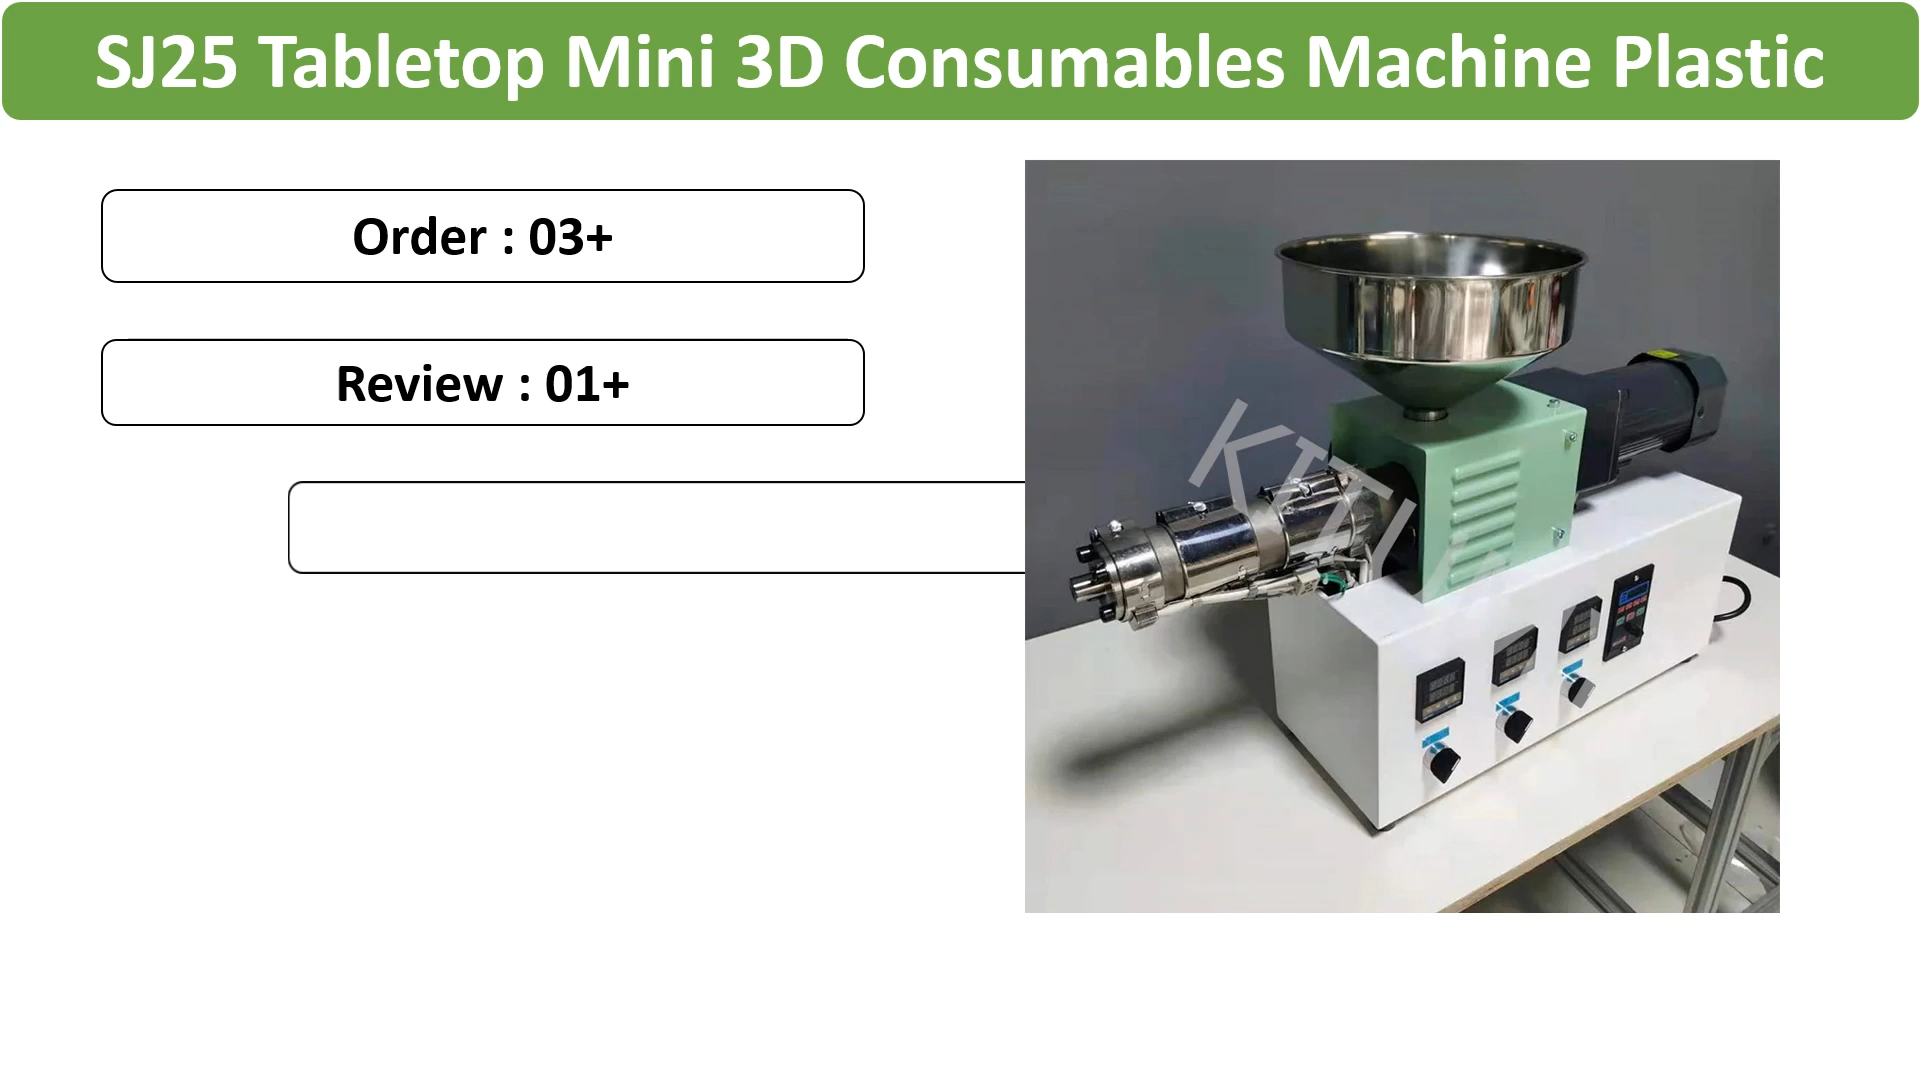 SJ25 Tabletop Mini 3D Consumables Machine Plastic
Order : 03+
Review : 01+